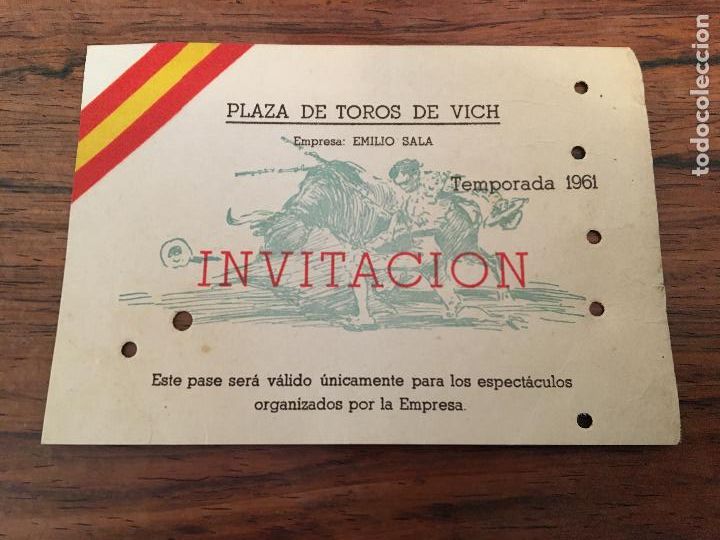 PLAZA DE TOROS DE VICH
Empresa: EMILIO SALA
Temporada 1961
INVITACION
Este pase será válido únicamente para los espectáculos
organizados por la Empresa.
todocoleccion